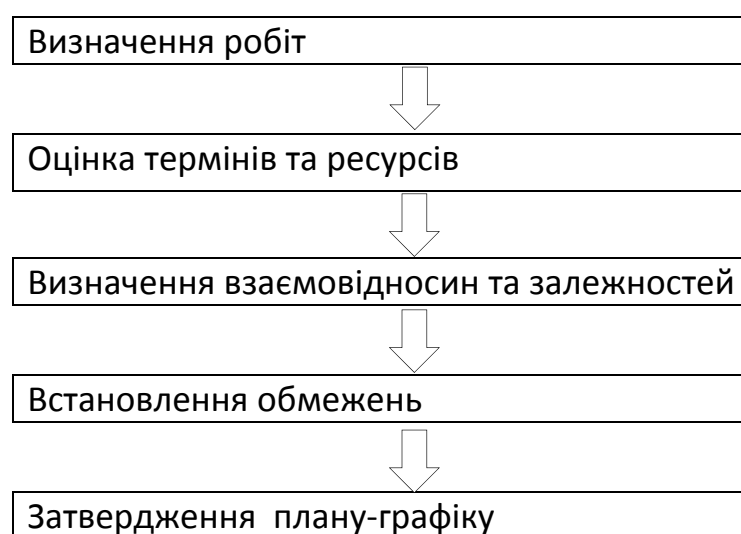 Визначення робіт
Оцінка термінів та ресурсів
Визначення взаємовідносин та залежностей
Встановлення обмежень
Затвердження плану-графіку